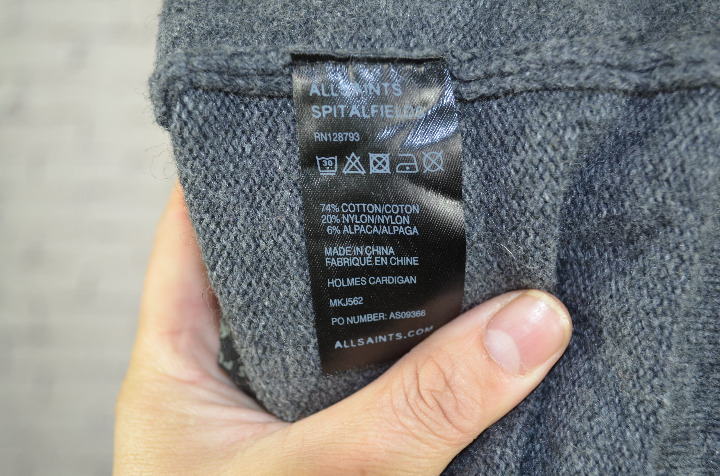 ALLSAINTS
SPITALFIELDS
RN128793
30
74% COTTON/COTON
20% NYLON/NYLON
6% ALPACA/ALPAGA
MADE IN CHINA
FABRIQUÉ EN CHINE
HOLMES CARDIGAN
MKJ562
PO NUMBER: AS09366
ALLSAINTS.COM